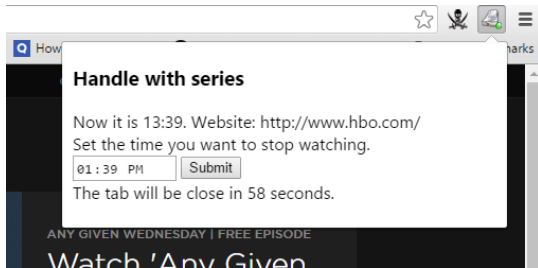 Q How
harks
Handle with series
Now it is 13:39. Website: http://www.hbo.com/
Set the time you want to stop watching.
01:39 PM Submit
The tab will be close in 58 seconds.
ANY GIVEN WEDNESDAY | FREE EPISODE
Watch 'Any Given